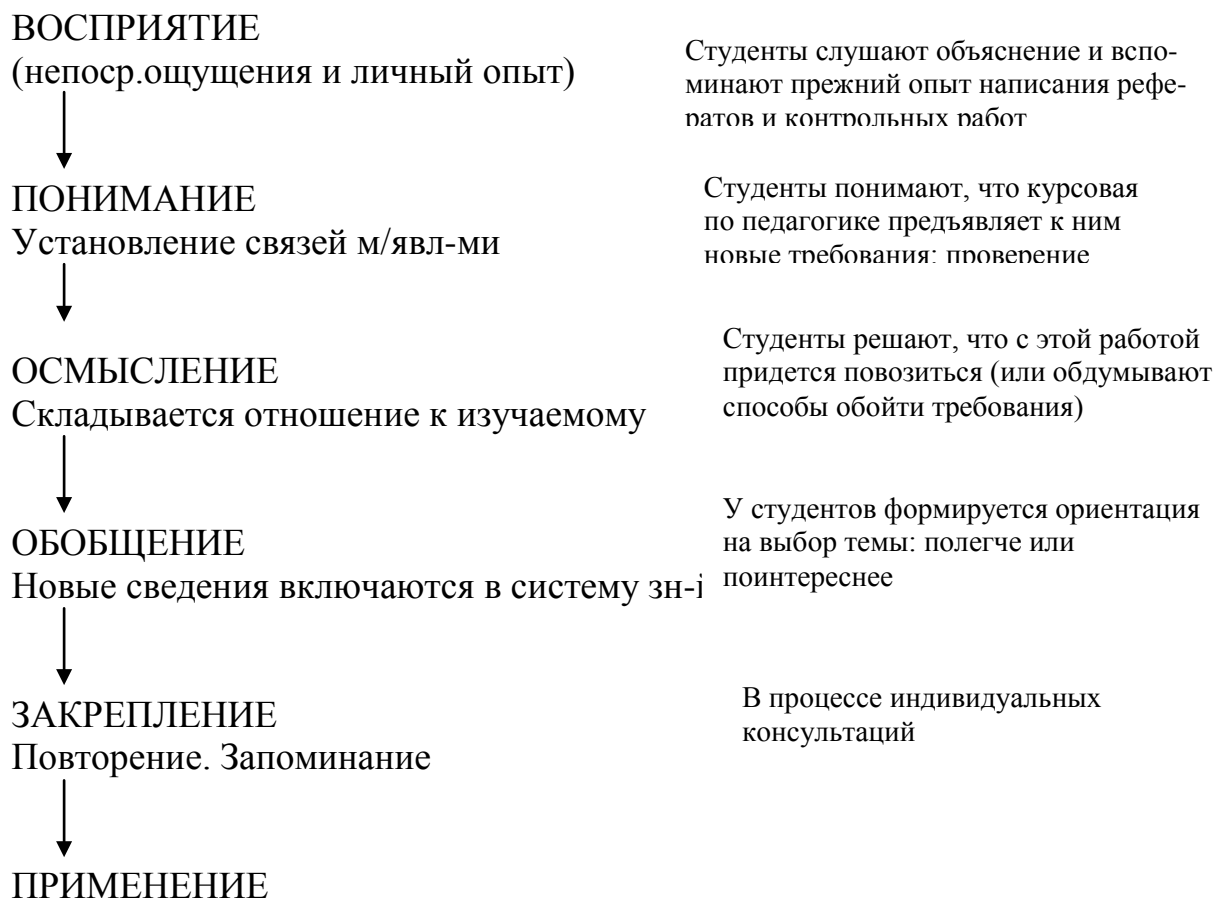 ВОСПРИЯТИЕ
(непоср.ощущения и личный опыт)
Студенты слушают объяснение и вспо-
минают прежний опыт написания рефе-
ратов и контрольных работ
ПОНИМАНИЕ
Установление связей м/явл-ми
Студенты понимают, что курсовая
по педагогике предъявляет к ним
новые требования: проверение
ОСМЫСЛЕНИЕ
Складывается отношение к изучаемому
Студенты решают, что с этой работой
придется повозиться (или обдумывают
способы обойти требования)
ОБОБЩЕНИЕ
Новые сведения включаются в систему
У студентов формируется ориентация
на выбор темы: полегче или
поинтереснее
ЗАКРЕПЛЕНИЕ
Повторение. Запоминание
В процессе индивидуальных
консультаций
ПРИМЕНЕНИЕ